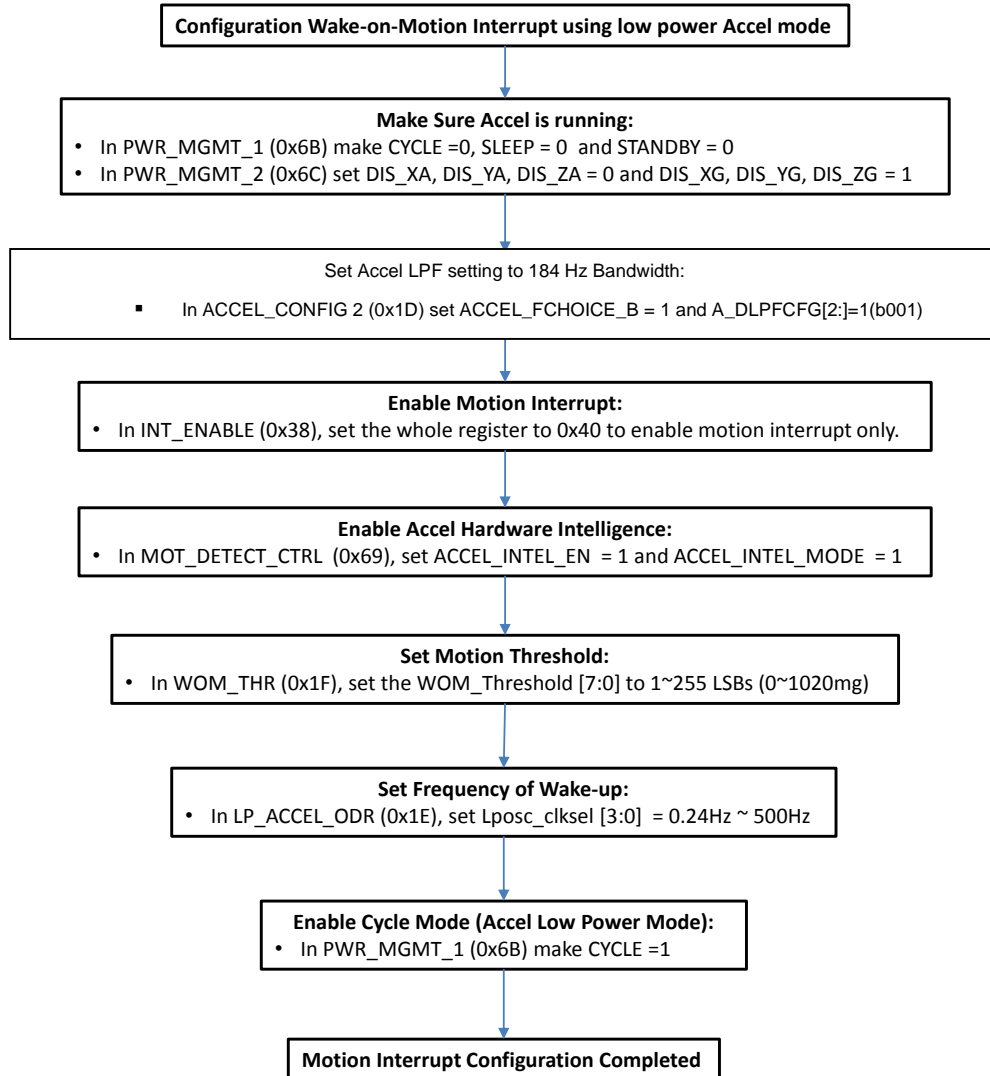 Configuration Wake-on-Motion Interrupt using low power Accel mode
Make Sure Accel is running:
• In PWR_MGMT_1 (0x6B) make CYCLE =0, SLEEP = 0 and STANDBY = 0
• In PWR_MGMT_2 (0x6C) set DIS_XA, DIS_YA, DIS_ZA = 0 and DIS_XG, DIS_YG, DIS_ZG = 1
Set Accel LPF setting to 184 Hz Bandwidth:
▪ In ACCEL_CONFIG 2 (0x1D) set ACCEL_FCHOICE_B = 1 and A_DLPFCFG[2:]=1(b001)
Enable Motion Interrupt:
• In INT_ENABLE (0x38), set the whole register to 0x40 to enable motion interrupt only.
Enable Accel Hardware Intelligence:
• In MOT_DETECT_CTRL (0x69), set ACCEL_INTEL_EN = 1 and ACCEL_INTEL_MODE = 1
Set Motion Threshold:
• In WOM_THR (0x1F), set the WOM_Threshold [7:0] to 1~255 LSBs (0~1020mg)
Set Frequency of Wake-up:
• In LP_ACCEL_ODR (0x1E), set Lposc_clksel [3:0] = 0.24Hz ~ 500Hz
Enable Cycle Mode (Accel Low Power Mode):
• In PWR_MGMT_1 (0x6B) make CYCLE =1
Motion Interrupt Configuration Completed